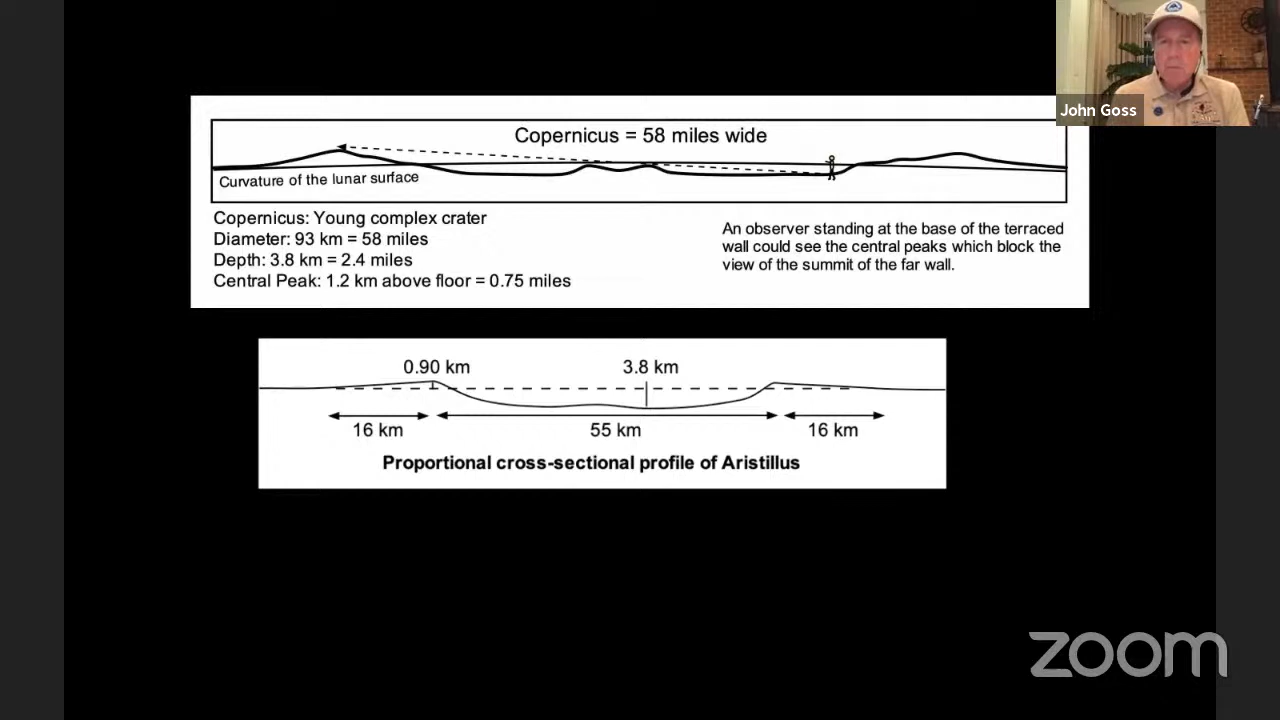 John Goss
Copernicus = 58 miles wide
Curvature of the lunar surface
Copernicus: Young complex crater
Diameter: 93 km = 58 miles
Depth: 3.8 km = 2.4 miles
Central Peak: 1.2 km above floor = 0.75 miles
An observer standing at the base of the terraced
wall could see the central peaks which block the
view of the summit of the far wall.
0.90 km
3.8 km
16 km
55 km
16 km
Proportional cross-sectional profile of Aristillus
zoom